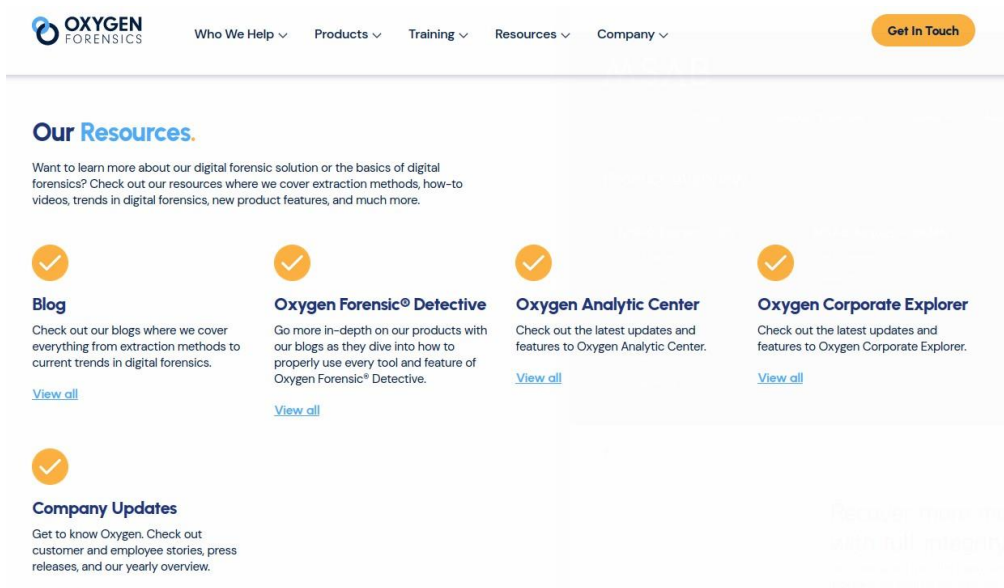 OXYGEN
FORENSICS
Who We Help
Products
Training
Resources
Company
Get In Touch
Our Resources.
Want to learn more about our digital forensic solution or the basics of digital
forensics? Check out our resources where we cover extraction methods, how-to
videos, trends in digital forensics, new product features, and much more.
Blog
Check out our blogs where we cover
everything from extraction methods to
current trends in digital forensics.
View all
Oxygen Forensic® Detective
Go more in-depth on our products with
our blogs as they dive into how to
properly use every tool and feature of
Oxygen Forensic® Detective.
View all
Oxygen Analytic Center
Check out the latest updates and
features to Oxygen Analytic Center.
View all
Oxygen Corporate Explorer
Check out the latest updates and
features to Oxygen Corporate Explorer.
View all
Company Updates
Get to know Oxygen. Check out
customer and employee stories, press
releases, and our yearly overview.